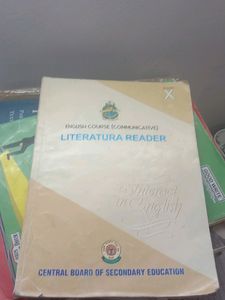 X
ENGLISH COURSE (COMMUNICATIVE)
LITERATURA READER
Interact
in English
CENTRAL BOARD OF SECONDARY EDUCATION